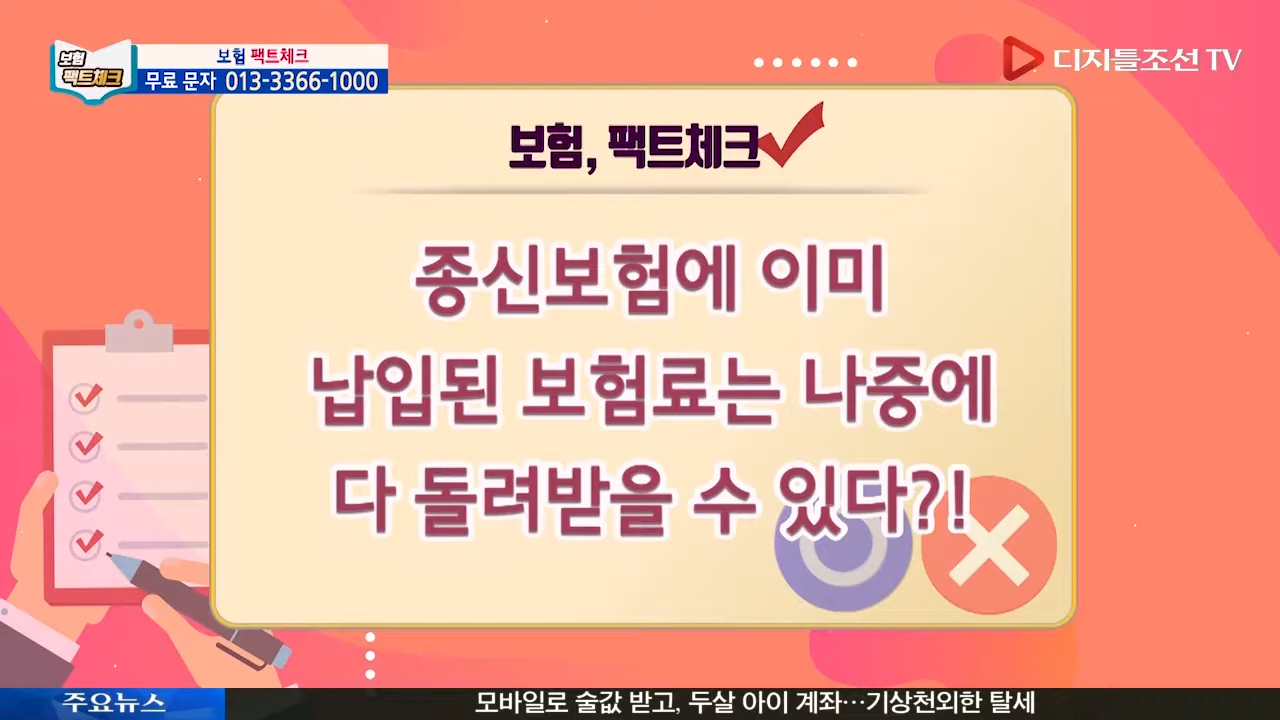 보험
팩트체크
보험 팩트체크
무료 문자 013-3366-1000
디지틀조선 TV
보험, 팩트체크
종신보험에 이미
납입된 보험료는 나중에
다 돌려받을 수 있다?!
주요뉴스
모바일로 술값 받고, 두살 아이 계좌…기상천외한 탈세